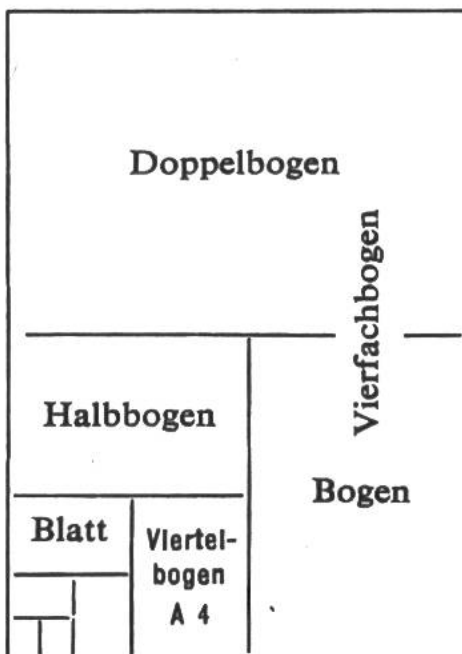 Doppelbogen
Vierfachbogen
Halbbogen
Bogen
Blatt
Viertel-
bogen
A 4